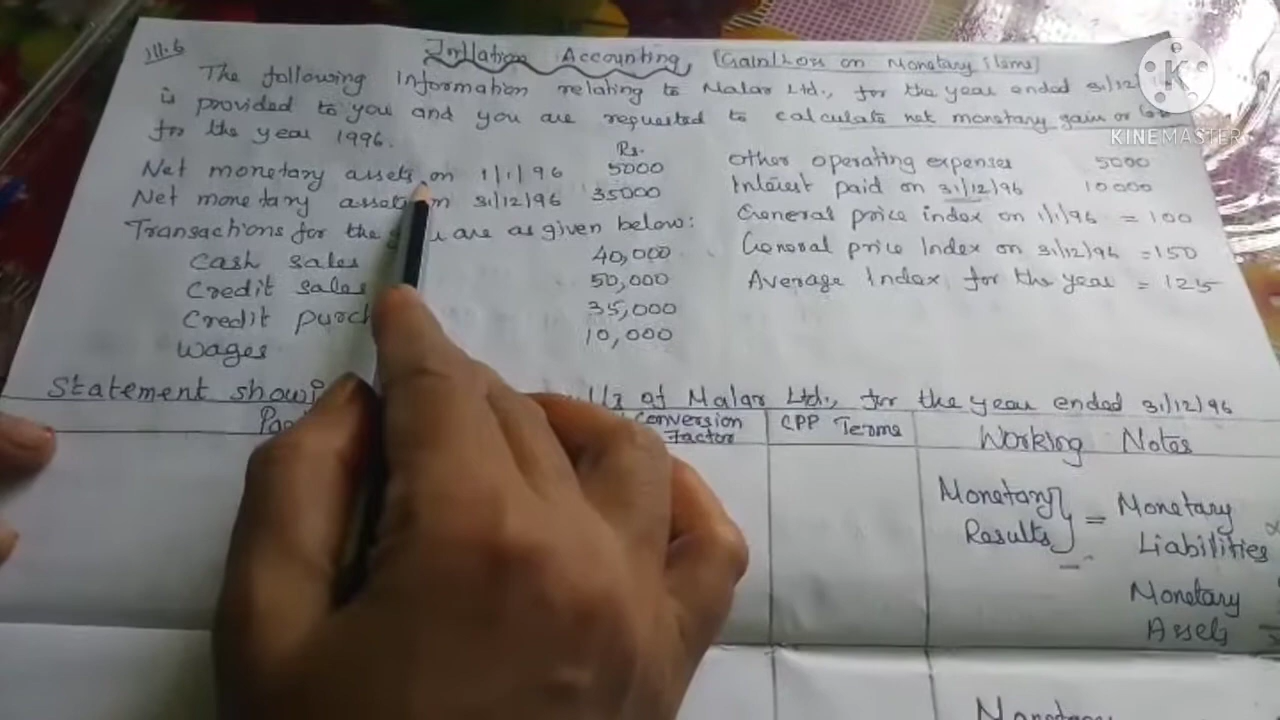 Ill.6
Inflation Accounting, [Gain/Loss on Monetary Items]
The following Information relating to Malar Ltd., for the year ended 31/12
is provided to you and you are requested to calculate net monetary gain or
for the year 1996.
Rs.
Net monetary assets on 1/1/96 5000
Net monetary assets on 31/12/96 35000
Transactions for the are as given below:
Cash sales 40,000
Credit sales 50,000
Credit purch 35,000
Wages 10,000
Other operating expenses 5000
Interest paid on 31/12/96 10000
General price index on 1/1/96 = 100
General price Index on 31/12/96 = 150
Average Index for the year = 125
Statement showi of Malar Ltd., for the year ended 31/12/96
Conversion Factor
CPP Terms
Working Notes
Monetary Results } = Monetary Liabilities
Monetary Assets
Monetary
K
KINEMASTER